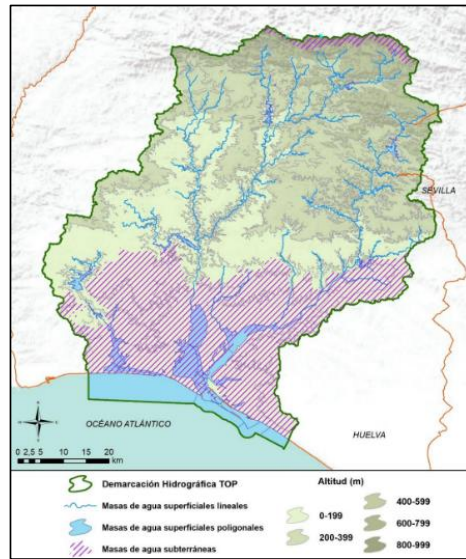 SEVILLA
OCÉANO ATLÁNTICO
HUELVA
0 2,5 5 10 15 20
km
Demarcación Hidrográfica TOP
Masas de agua superficiales lineales
Masas de agua superficiales poligonales
Masas de agua subterráneas
Altitud (m)
0-199
200-399
400-599
600-799
800-999